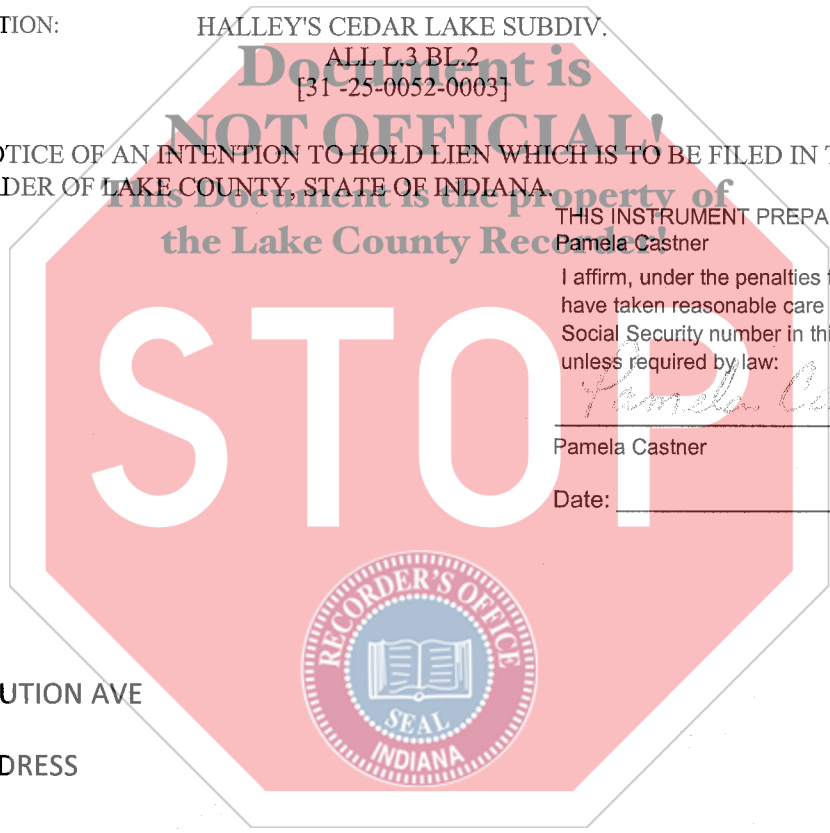 TION: HALLEY'S CEDAR LAKE SUBDIV.
ALL L.3 BL.2
[31 -25-0052-0003]
Document is
NOT OFFICIAL!
This Document is the property of
the Lake County Recorder!
OTICE OF AN INTENTION TO HOLD LIEN WHICH IS TO BE FILED IN T
DER OF LAKE COUNTY, STATE OF INDIANA.
THIS INSTRUMENT PREPA
Pamela Castner
I affirm, under the penalties f
have taken reasonable care
Social Security number in thi
unless required by law:
Pamela Ca
Pamela Castner
Date:
STOP
RECORDER'S OFFICE
SEAL
INDIANA
UTION AVE
DRESS